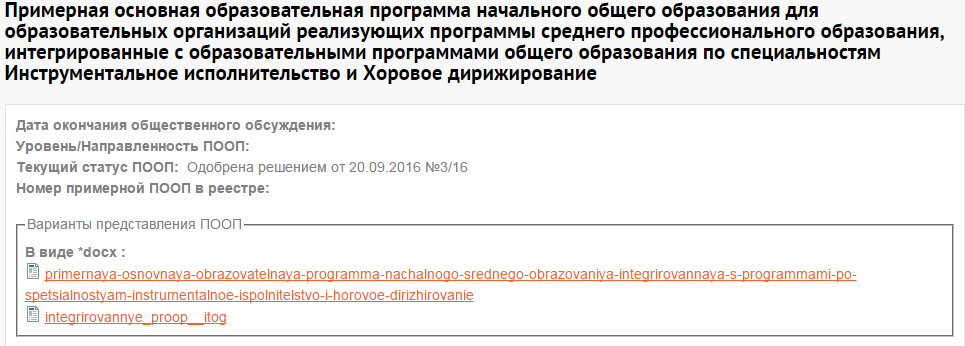 Примерная основная образовательная программа начального общего образования для
образовательных организаций реализующих программы среднего профессионального образования,
интегрированные с образовательными программами общего образования по специальностям
Инструментальное исполнительство и Хоровое дирижирование
Дата окончания общественного обсуждения:
Уровень/Направленность ПООП:
Текущий статус ПООП: Одобрена решением от 20.09.2016 №3/16
Номер примерной ПООП в реестре:
Варианты представления ПООП
В виде *docx :
primernaya-osnovnaya-obrazovatelnaya-programma-nachalnogo-srednego-obrazovaniya-integrirovannaya-s-programmami-po-
spetsialnostyam-instrumentalnoe-ispolnitelstvo-i-horovoe-dirizhirovanie
integrirovannye_proop__itog